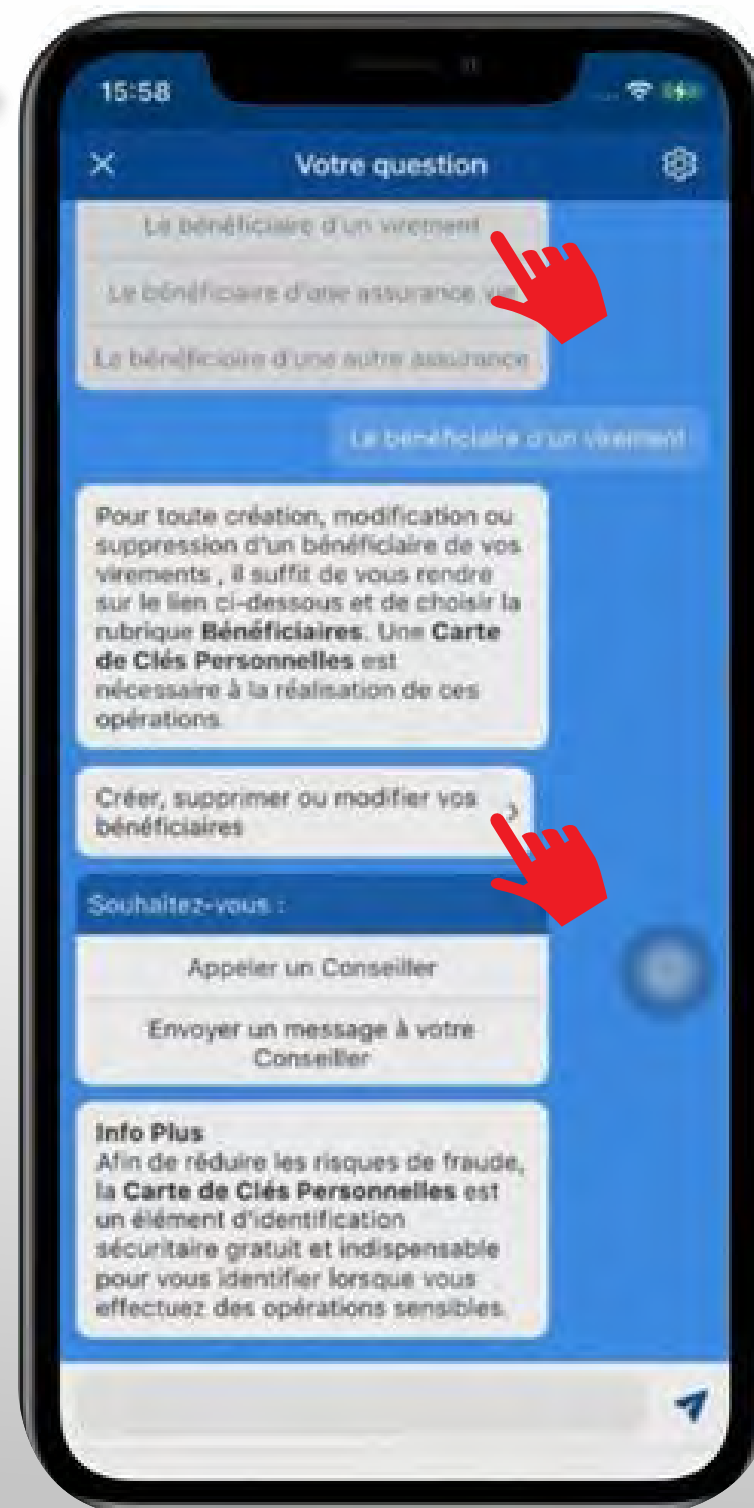 15:58
Votre question
Le bénéficiaire d'un virement
Le bénéficiaire d'une assurance vie
Le bénéficiaire d'une autre assurance
Le bénéficiaire d'un virement
Pour toute création, modification ou
suppression d'un bénéficiaire de vos
virements , il suffit de vous rendre
sur le lien ci-dessous et de choisir la
rubrique Bénéficiaires. Une Carte
de Clés Personnelles est
nécessaire à la réalisation de ces
opérations.
Créer, supprimer ou modifier vos
bénéficiaires
Souhaitez-vous :
Appeler un Conseiller
Envoyer un message à votre
Conseiller
Info Plus
Afin de réduire les risques de fraude,
la Carte de Clés Personnelles est
un élément d'identification
sécuritaire gratuit et indispensable
pour vous identifier lorsque vous
effectuez des opérations sensibles.